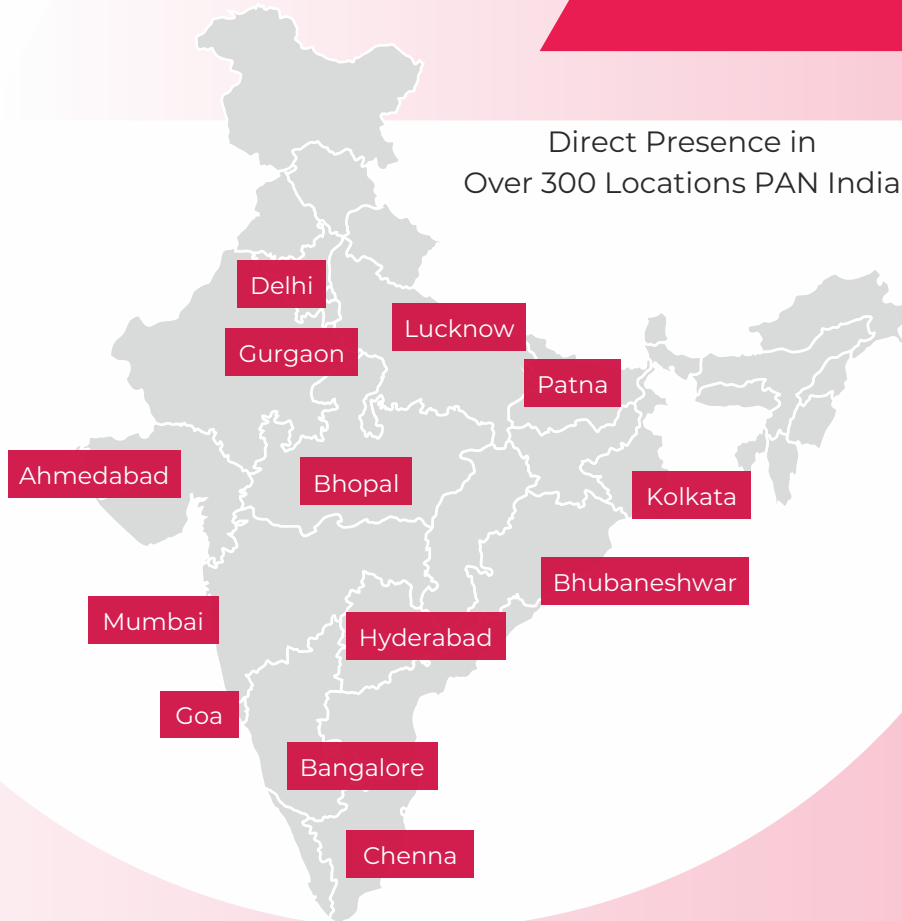 Direct Presence in
Over 300 Locations PAN India
Delhi
Lucknow
Gurgaon
Patna
Ahmedabad
Bhopal
Kolkata
Bhubaneshwar
Mumbai
Hyderabad
Goa
Bangalore
Chenna